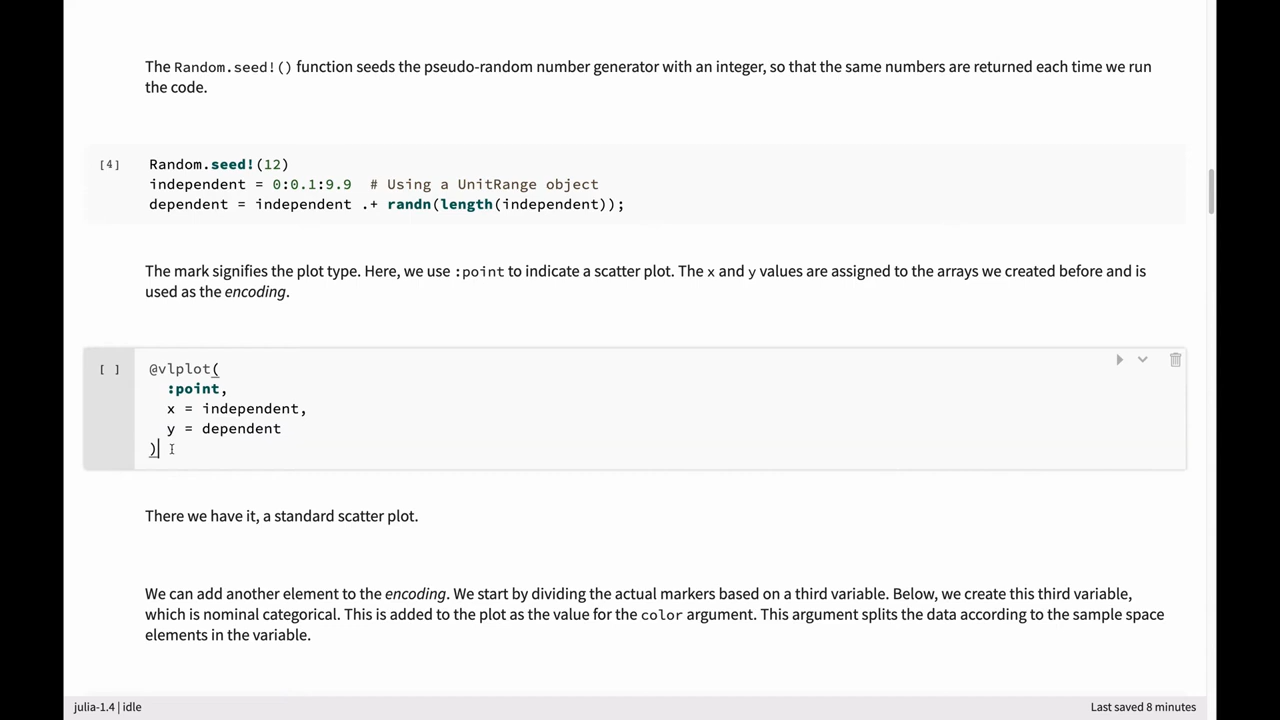 The Random.seed!() function seeds the pseudo-random number generator with an integer, so that the same numbers are returned each time we run
the code.
[4]
Random.seed!(12)
independent = 0:0.1:9.9  # Using a UnitRange object
dependent = independent .+ randn(length(independent));
The mark signifies the plot type. Here, we use :point to indicate a scatter plot. The x and y values are assigned to the arrays we created before and is
used as the encoding.
[ ]
@vlplot(
  :point,
  x = independent,
  y = dependent
)
There we have it, a standard scatter plot.
We can add another element to the encoding. We start by dividing the actual markers based on a third variable. Below, we create this third variable,
which is nominal categorical. This is added to the plot as the value for the color argument. This argument splits the data according to the sample space
elements in the variable.
julia-1.4 | idle
Last saved 8 minutes